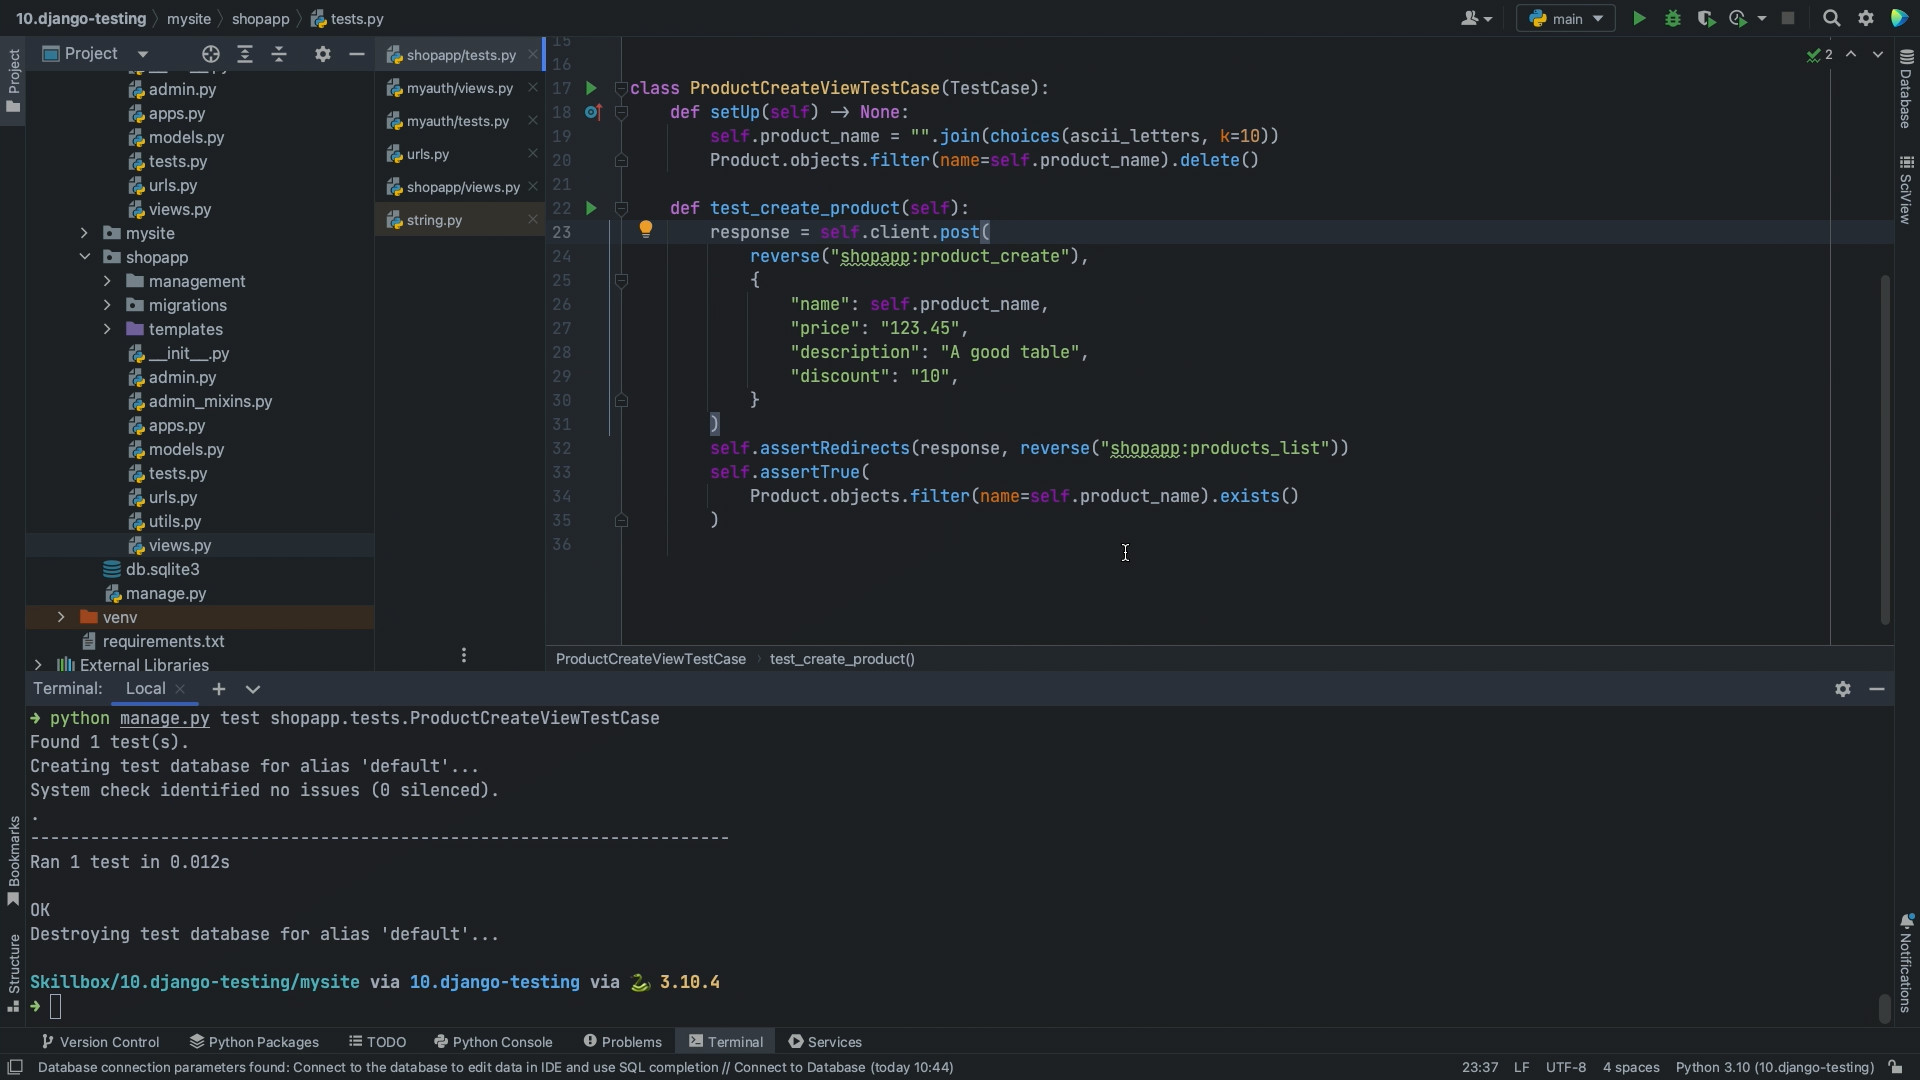 10.django-testing mysite shopapp tests.py
main
Project
Project
admin.py
apps.py
models.py
tests.py
urls.py
views.py
mysite
shopapp
management
migrations
templates
__init__.py
admin.py
admin_mixins.py
apps.py
models.py
tests.py
urls.py
utils.py
views.py
db.sqlite3
manage.py
venv
requirements.txt
External Libraries
shopapp/tests.py
myauth/views.py
myauth/tests.py
urls.py
shopapp/views.py
string.py
2
15
16
17 class ProductCreateViewTestCase(TestCase):
18 def setUp(self) → None:
19 self.product_name = "".join(choices(ascii_letters, k=10))
20 Product.objects.filter(name=self.product_name).delete()
21
22 def test_create_product(self):
23 response = self.client.post(
24 reverse("shopapp:product_create"),
25 {
26 "name": self.product_name,
27 "price": "123.45",
28 "description": "A good table",
29 "discount": "10",
30 }
31 )
32 self.assertRedirects(response, reverse("shopapp:products_list"))
33 self.assertTrue(
34 Product.objects.filter(name=self.product_name).exists()
35 )
36
ProductCreateViewTestCase test_create_product()
Database
SciView
Notifications
Bookmarks
Structure
Terminal: Local
→ python manage.py test shopapp.tests.ProductCreateViewTestCase
Found 1 test(s).
Creating test database for alias 'default'...
System check identified no issues (0 silenced).
.
----------------------------------------------------------------------
Ran 1 test in 0.012s
OK
Destroying test database for alias 'default'...
Skillbox/10.django-testing/mysite via 10.django-testing via 🐍 3.10.4
→
Version Control Python Packages TODO Python Console Problems Terminal Services
Database connection parameters found: Connect to the database to edit data in IDE and use SQL completion // Connect to Database (today 10:44) 23:37 LF UTF-8 4 spaces Python 3.10 (10.django-testing)